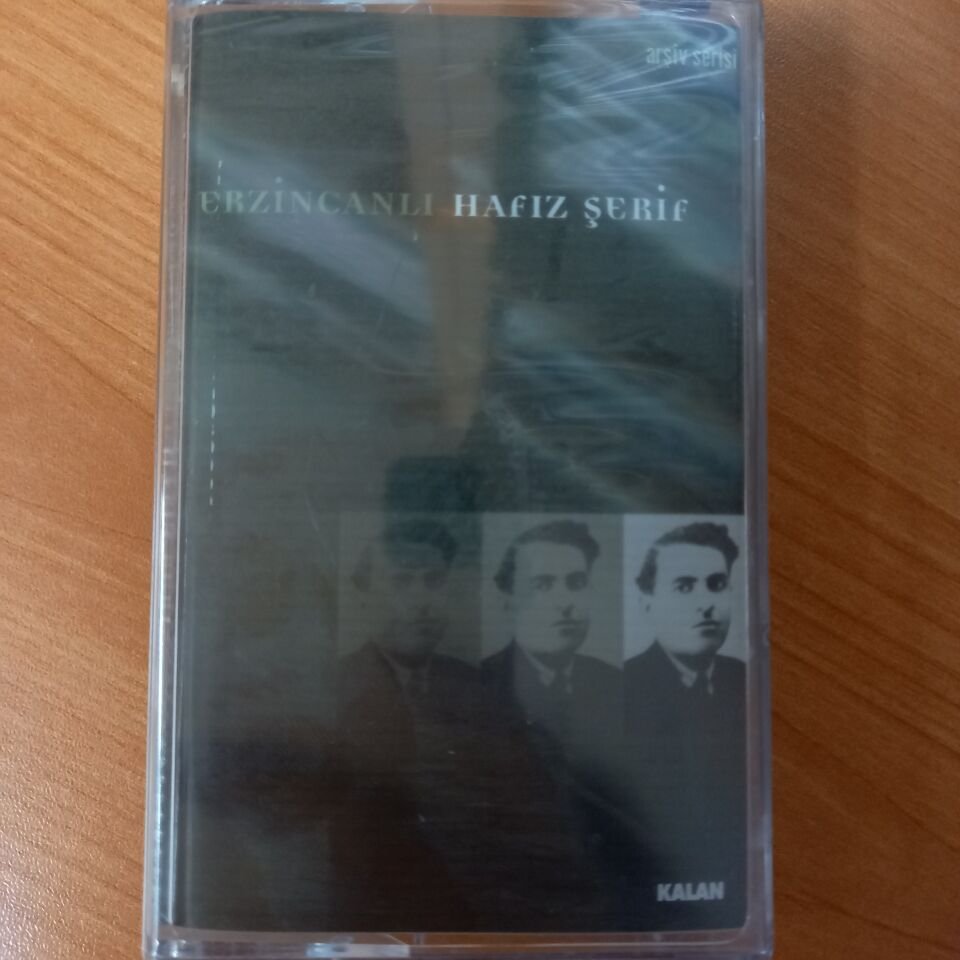 arşiv serisi
ERZİNCANLI HAFIZ ŞERİF
KALAN